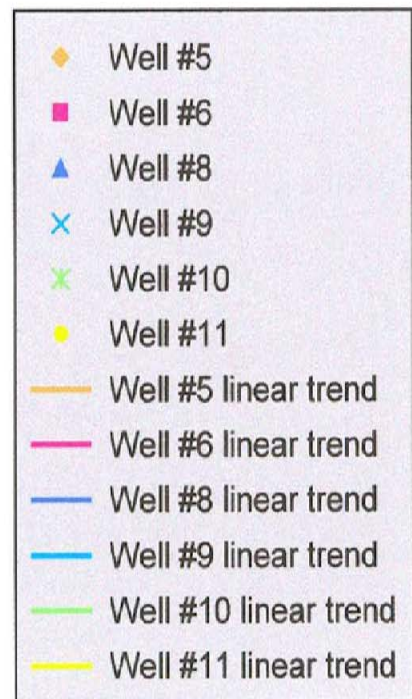 Well #5
Well #6
Well #8
Well #9
Well #10
Well #11
Well #5 linear trend
Well #6 linear trend
Well #8 linear trend
Well #9 linear trend
Well #10 linear trend
Well #11 linear trend